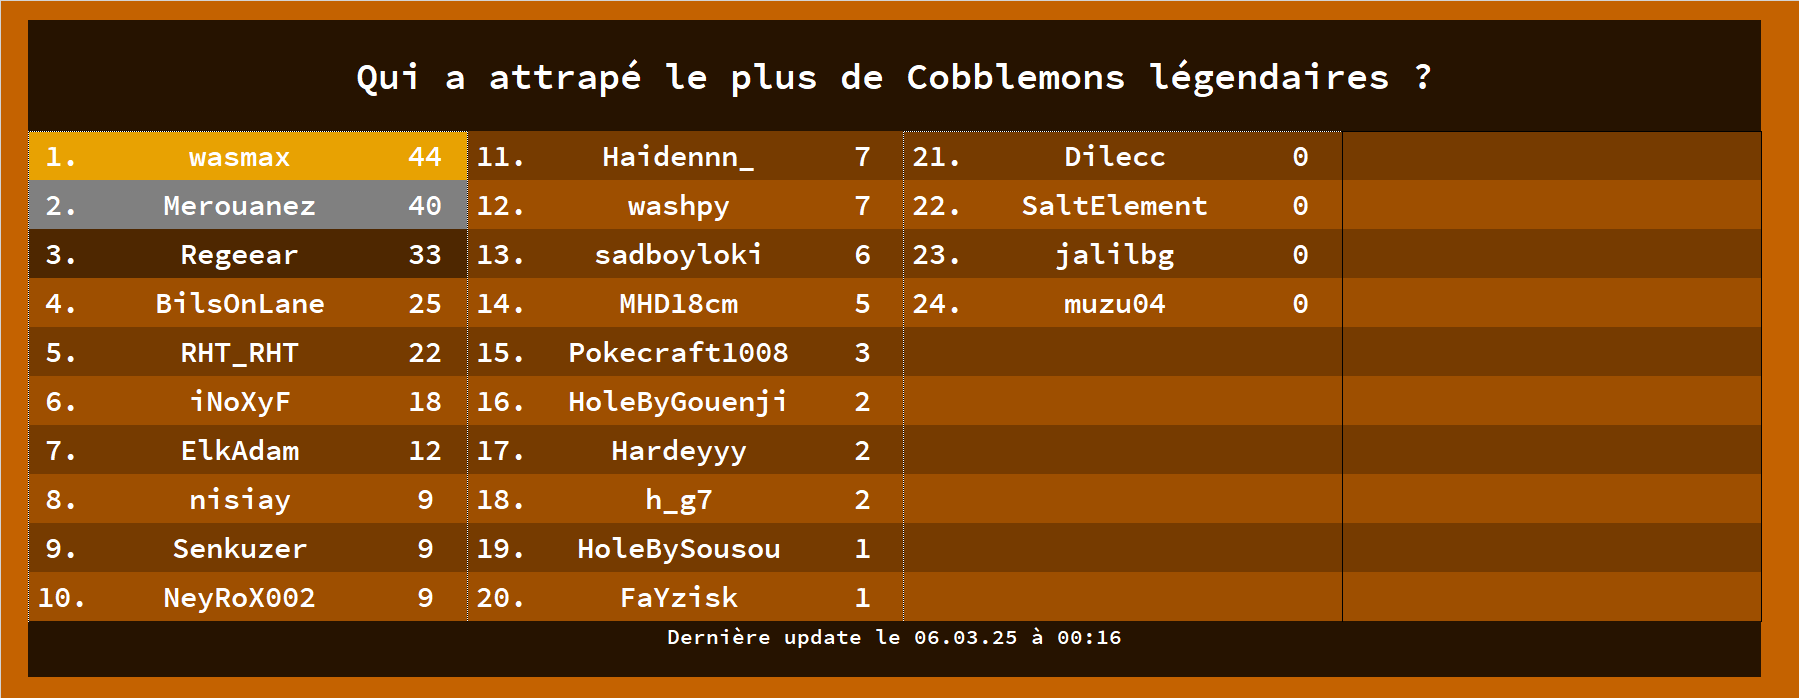 Qui a attrapé le plus de Cobblemons légendaires ?
1. wasmax 44
2. Merouanez 40
3. Regeear 33
4. BilsOnLane 25
5. RHT_RHT 22
6. iNoXyF 18
7. ElkAdam 12
8. nisiay 9
9. Senkuzer 9
10. NeyRoX002 9
11. Haidennn_ 7
12. washpy 7
13. sadboyloki 6
14. MHD18cm 5
15. Pokecraft1008 3
16. HoleByGouenji 2
17. Hardeyyy 2
18. h_g7 2
19. HoleBySousou 1
20. FaYzisk 1
21. Dilecc 0
22. SaltElement 0
23. jalilbg 0
24. muzu04 0
Dernière update le 06.03.25 à 00:16